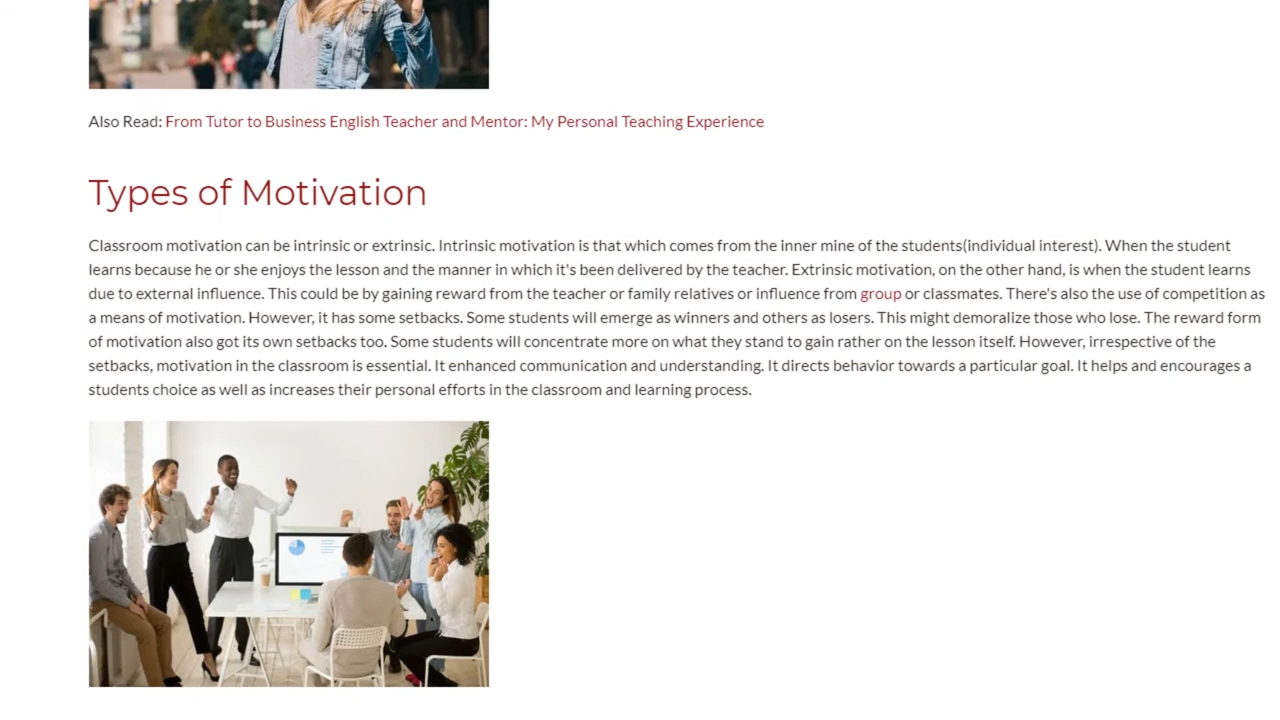 Also Read: From Tutor to Business English Teacher and Mentor: My Personal Teaching Experience
Types of Motivation
Classroom motivation can be intrinsic or extrinsic. Intrinsic motivation is that which comes from the inner mine of the students(individual interest). When the student
learns because he or she enjoys the lesson and the manner in which it's been delivered by the teacher. Extrinsic motivation, on the other hand, is when the student learns
due to external influence. This could be by gaining reward from the teacher or family relatives or influence from group or classmates. There's also the use of competition as
a means of motivation. However, it has some setbacks. Some students will emerge as winners and others as losers. This might demoralize those who lose. The reward form
of motivation also got its own setbacks too. Some students will concentrate more on what they stand to gain rather on the lesson itself. However, irrespective of the
setbacks, motivation in the classroom is essential. It enhanced communication and understanding. It directs behavior towards a particular goal. It helps and encourages a
students choice as well as increases their personal efforts in the classroom and learning process.